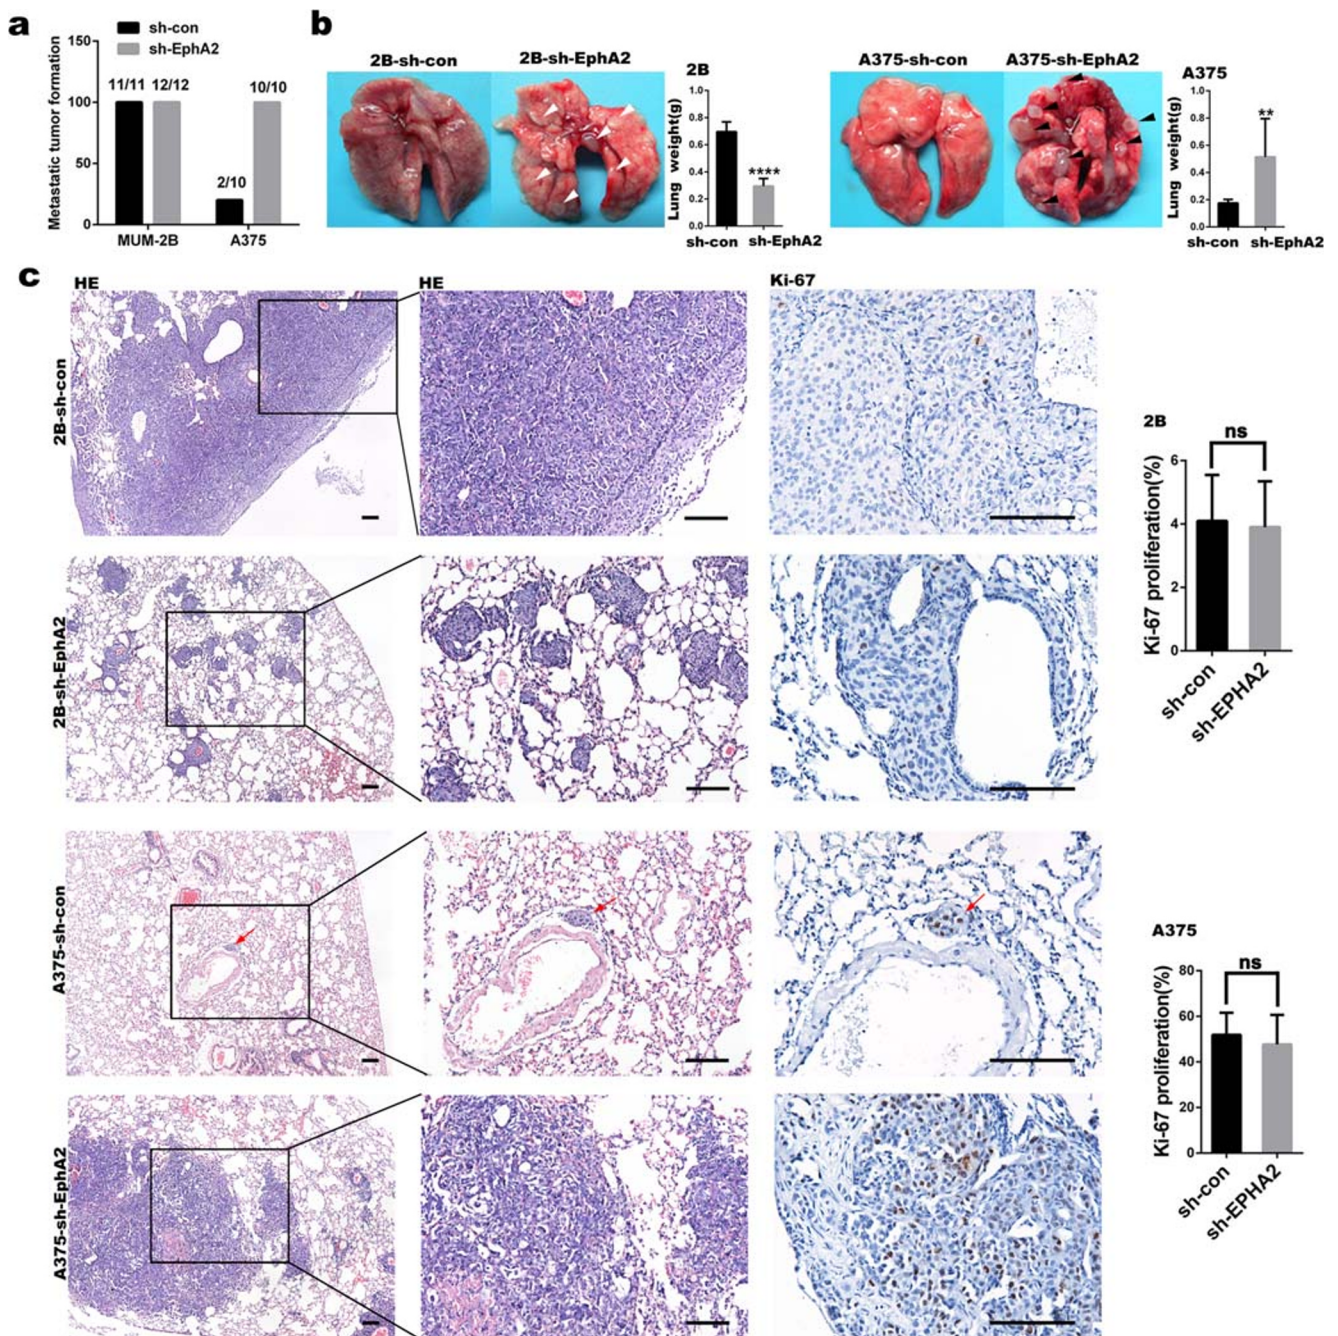 a
sh-con
sh-EphA2
Metastatic tumor formation
150
100
50
0
11/11 12/12
10/10
2/10
MUM-2B A375
b
2B-sh-con 2B-sh-EphA2
2B
Lung weight(g)
1.0
0.8
0.6
0.4
0.2
0.0
****
sh-con sh-EphA2
A375-sh-con A375-sh-EphA2
A375
Lung weight(g)
1.0
0.8
0.6
0.4
0.2
0.0
**
sh-con sh-EphA2
c
HE HE Ki-67
2B-sh-con
2B-sh-EphA2
A375-sh-con
A375-sh-EphA2
2B
ns
Ki-67 proliferation(%)
6
4
2
0
sh-con
sh-EPHA2
A375
ns
Ki-67 proliferation(%)
80
60
40
20
0
sh-con
sh-EPHA2